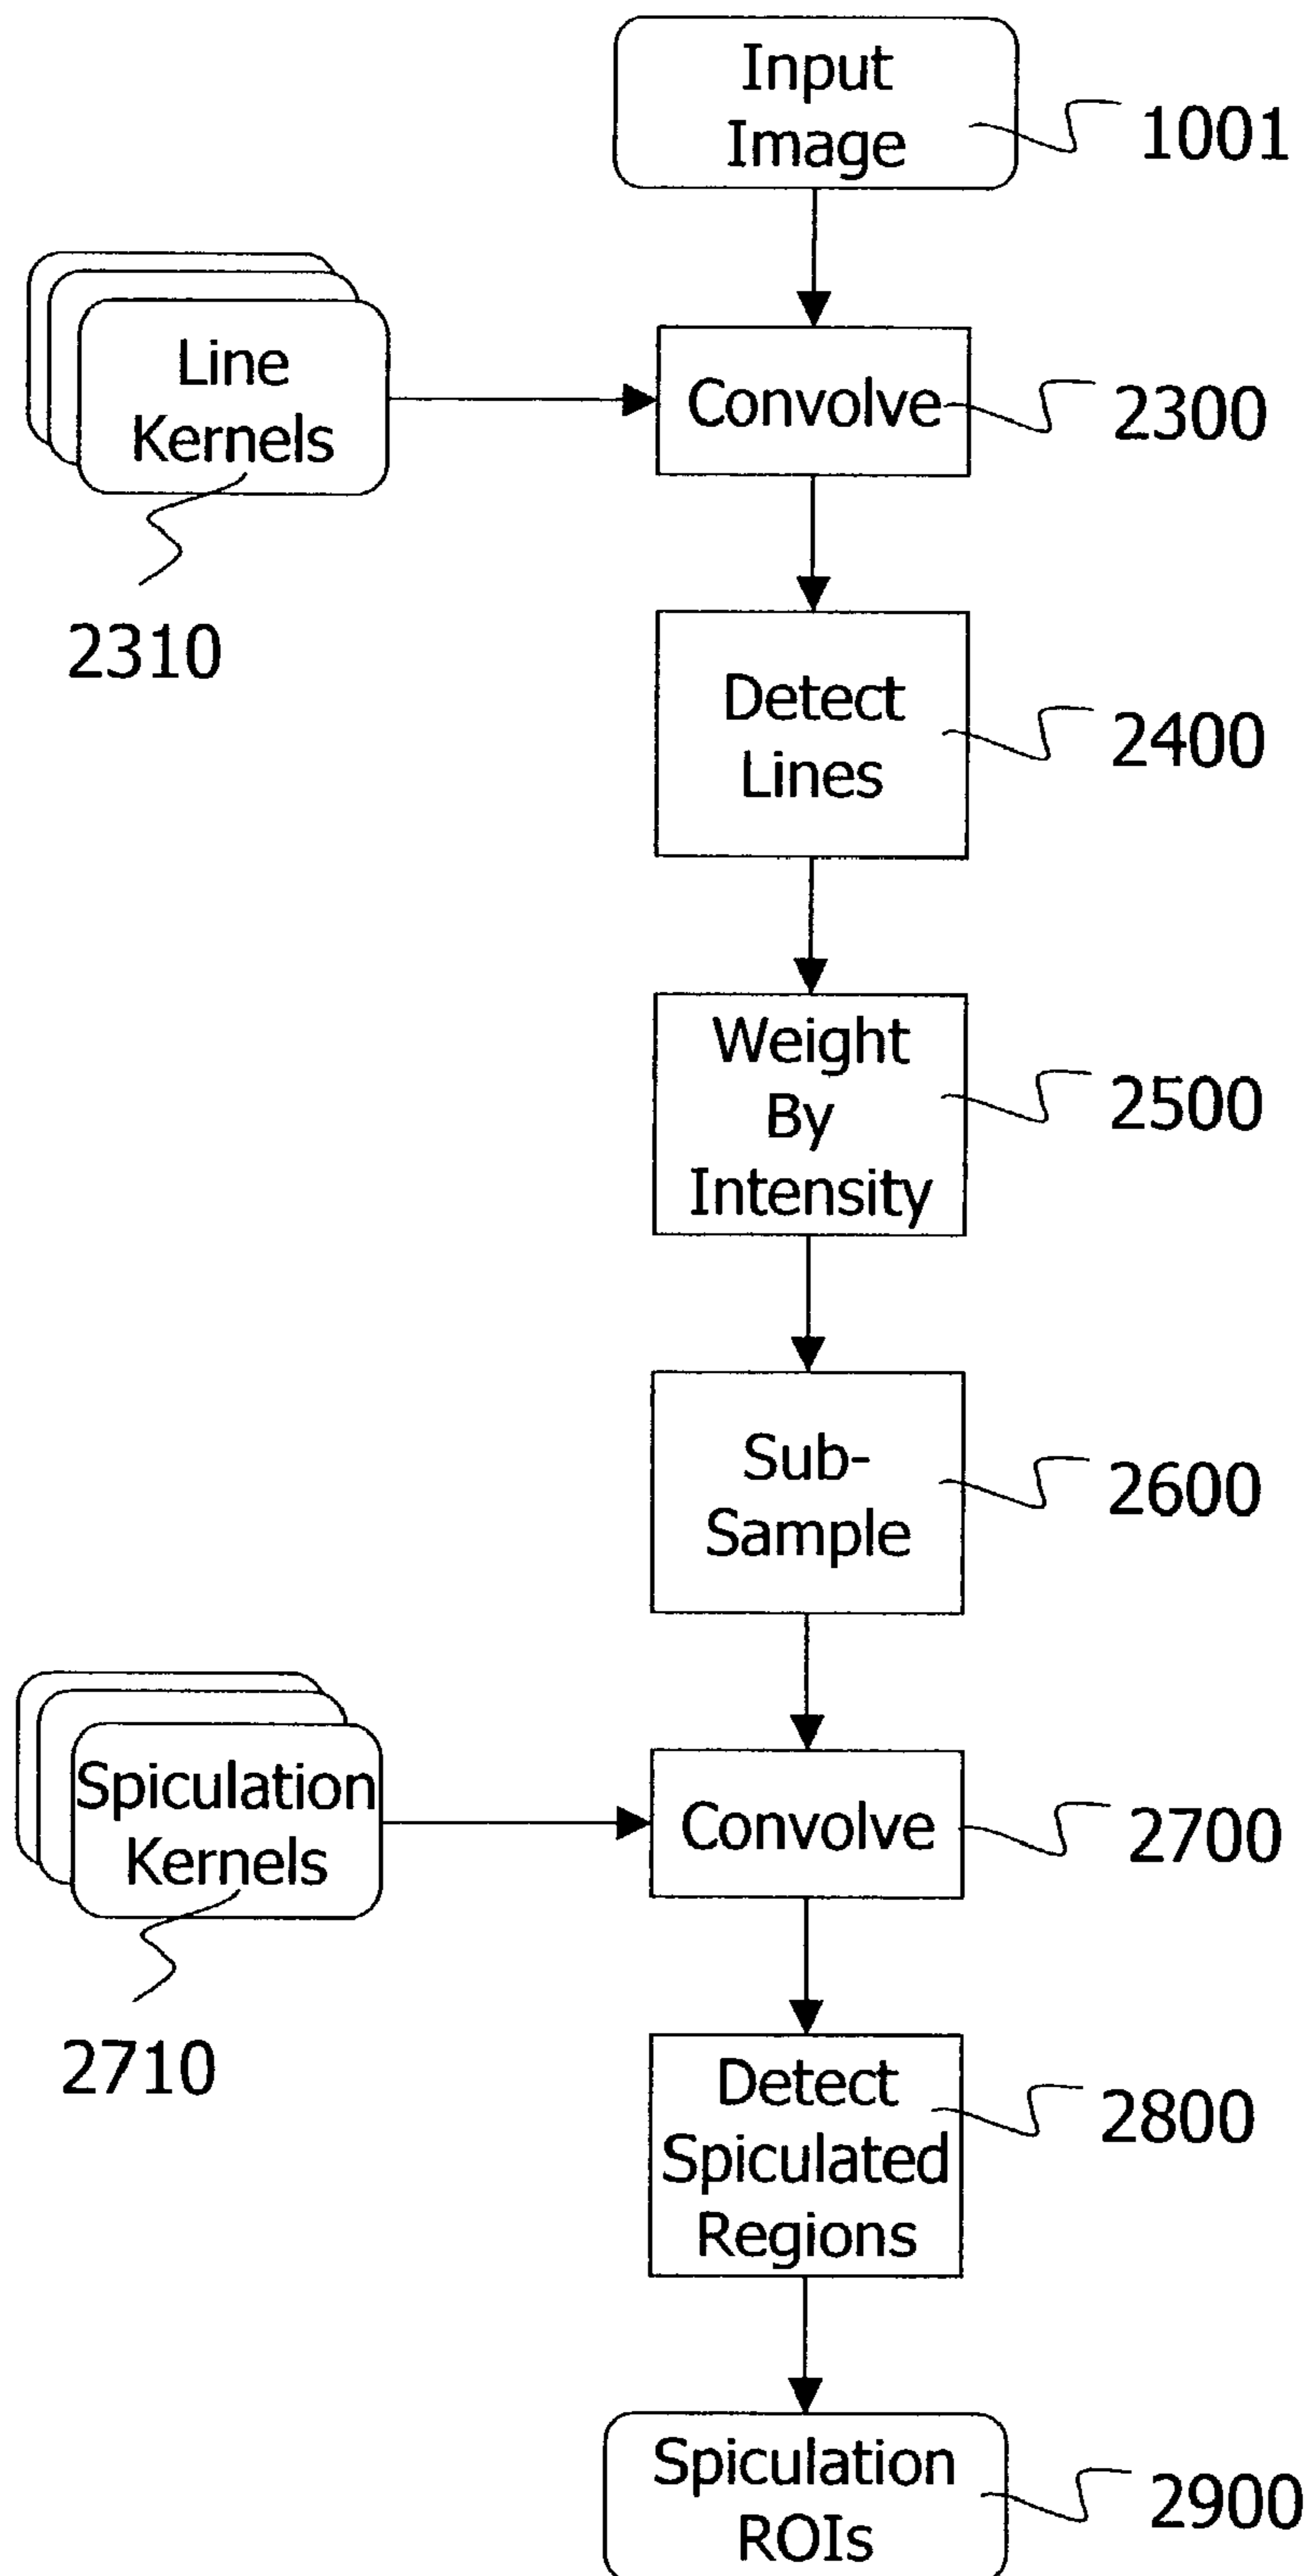 Input
Image
1001
Line
Kernels
2310
Convolve
2300
Detect
Lines
2400
Weight
By
Intensity
2500
Sub-
Sample
2600
Spiculation
Kernels
2710
Convolve
2700
Detect
Spiculated
Regions
2800
Spiculation
ROIs
2900